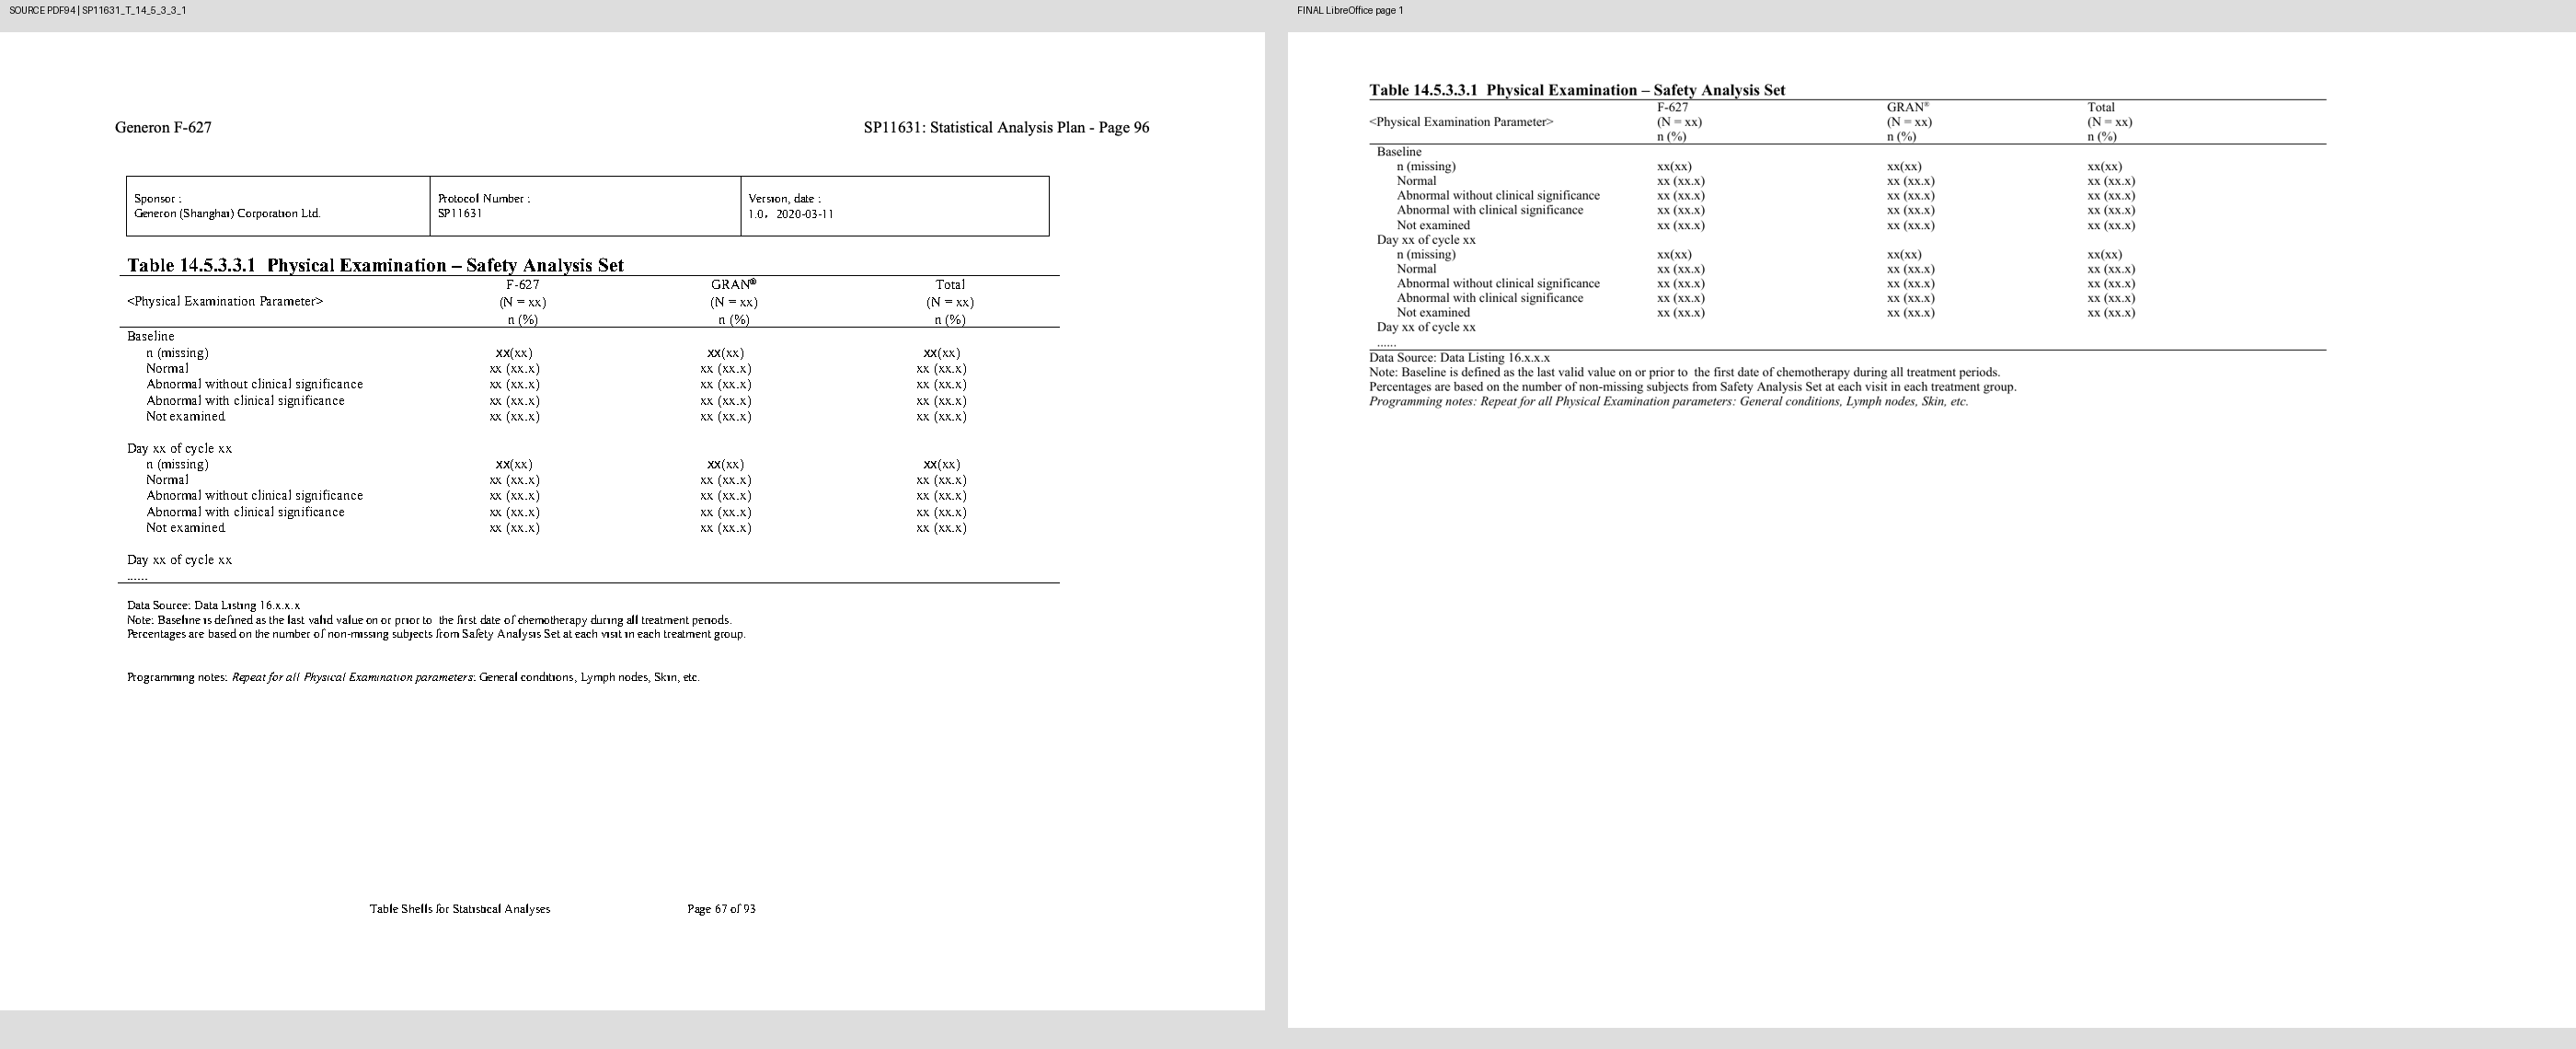 SOURCE PDF94 | SP11631_T_14_5_3_3_1
Generon F-627 SP11631: Statistical Analysis Plan - Page 96
Sponsor : Protocol Number : Version, date :
Generon (Shanghai) Corporation Ltd. SP11631 1.0，2020-03-11
Table 14.5.3.3.1  Physical Examination – Safety Analysis Set
F-627 GRAN® Total
<Physical Examination Parameter> (N = xx) (N = xx) (N = xx)
n (%) n (%) n (%)
Baseline
n (missing) xx(xx) xx(xx) xx(xx)
Normal xx (xx.x) xx (xx.x) xx (xx.x)
Abnormal without clinical significance xx (xx.x) xx (xx.x) xx (xx.x)
Abnormal with clinical significance xx (xx.x) xx (xx.x) xx (xx.x)
Not examined xx (xx.x) xx (xx.x) xx (xx.x)
Day xx of cycle xx
n (missing) xx(xx) xx(xx) xx(xx)
Normal xx (xx.x) xx (xx.x) xx (xx.x)
Abnormal without clinical significance xx (xx.x) xx (xx.x) xx (xx.x)
Abnormal with clinical significance xx (xx.x) xx (xx.x) xx (xx.x)
Not examined xx (xx.x) xx (xx.x) xx (xx.x)
Day xx of cycle xx
......
Data Source: Data Listing 16.x.x.x
Note: Baseline is defined as the last valid value on or prior to  the first date of chemotherapy during all treatment periods.
Percentages are based on the number of non-missing subjects from Safety Analysis Set at each visit in each treatment group.
Programming notes: Repeat for all Physical Examination parameters: General conditions, Lymph nodes, Skin, etc.
Table Shells for Statistical Analyses Page 67 of 93
FINAL LibreOffice page 1
Table 14.5.3.3.1  Physical Examination – Safety Analysis Set
F-627 GRAN® Total
<Physical Examination Parameter> (N = xx) (N = xx) (N = xx)
n (%) n (%) n (%)
Baseline
n (missing) xx(xx) xx(xx) xx(xx)
Normal xx (xx.x) xx (xx.x) xx (xx.x)
Abnormal without clinical significance xx (xx.x) xx (xx.x) xx (xx.x)
Abnormal with clinical significance xx (xx.x) xx (xx.x) xx (xx.x)
Not examined xx (xx.x) xx (xx.x) xx (xx.x)
Day xx of cycle xx
n (missing) xx(xx) xx(xx) xx(xx)
Normal xx (xx.x) xx (xx.x) xx (xx.x)
Abnormal without clinical significance xx (xx.x) xx (xx.x) xx (xx.x)
Abnormal with clinical significance xx (xx.x) xx (xx.x) xx (xx.x)
Not examined xx (xx.x) xx (xx.x) xx (xx.x)
Day xx of cycle xx
......
Data Source: Data Listing 16.x.x.x
Note: Baseline is defined as the last valid value on or prior to  the first date of chemotherapy during all treatment periods.
Percentages are based on the number of non-missing subjects from Safety Analysis Set at each visit in each treatment group.
Programming notes: Repeat for all Physical Examination parameters: General conditions, Lymph nodes, Skin, etc.